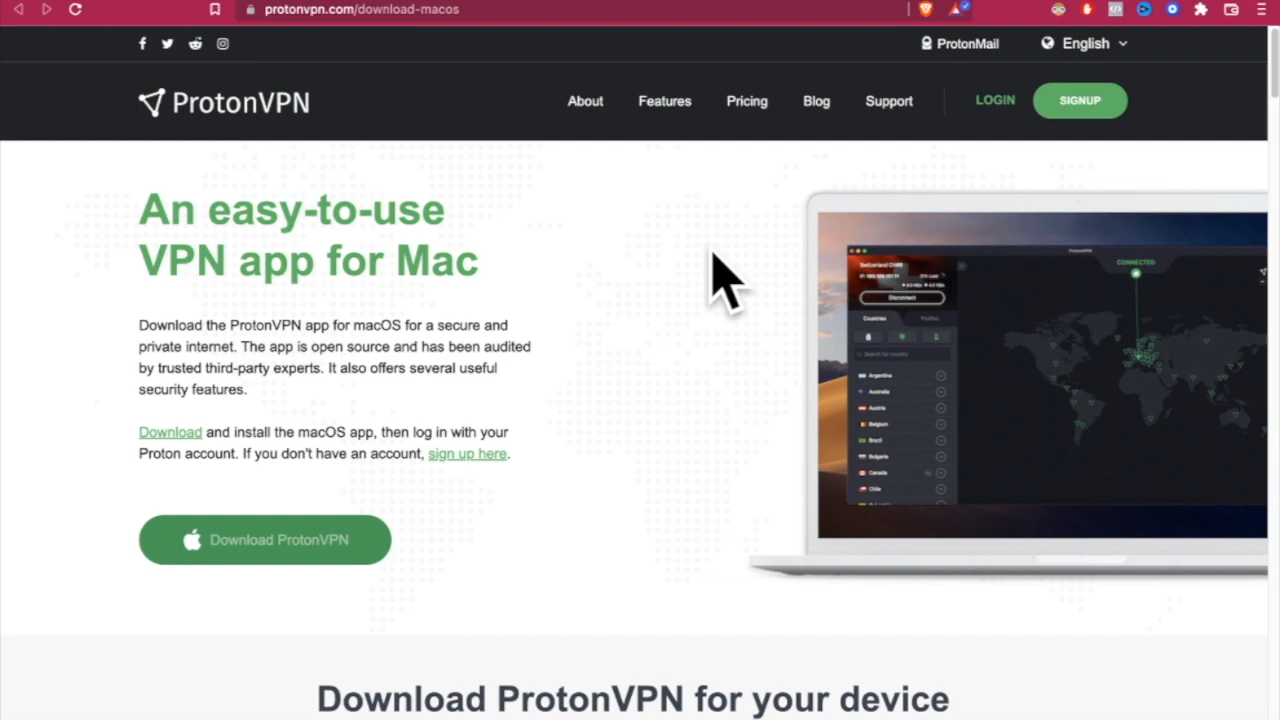 protonvpn.com/download-macos
ProtonMail
English
ProtonVPN
About
Features
Pricing
Blog
Support
LOGIN
SIGNUP
An easy-to-use
VPN app for Mac
Download the ProtonVPN app for macOS for a secure and
private internet. The app is open source and has been audited
by trusted third-party experts. It also offers several useful
security features.
Download and install the macOS app, then log in with your
Proton account. If you don't have an account, sign up here.
Download ProtonVPN
ProtonVPN
CONNECTED
Disconnect
Countries
Profiles
Search for country
Argentina
Australia
Austria
Belgium
Brazil
Bulgaria
Canada
Chile
Download ProtonVPN for your device